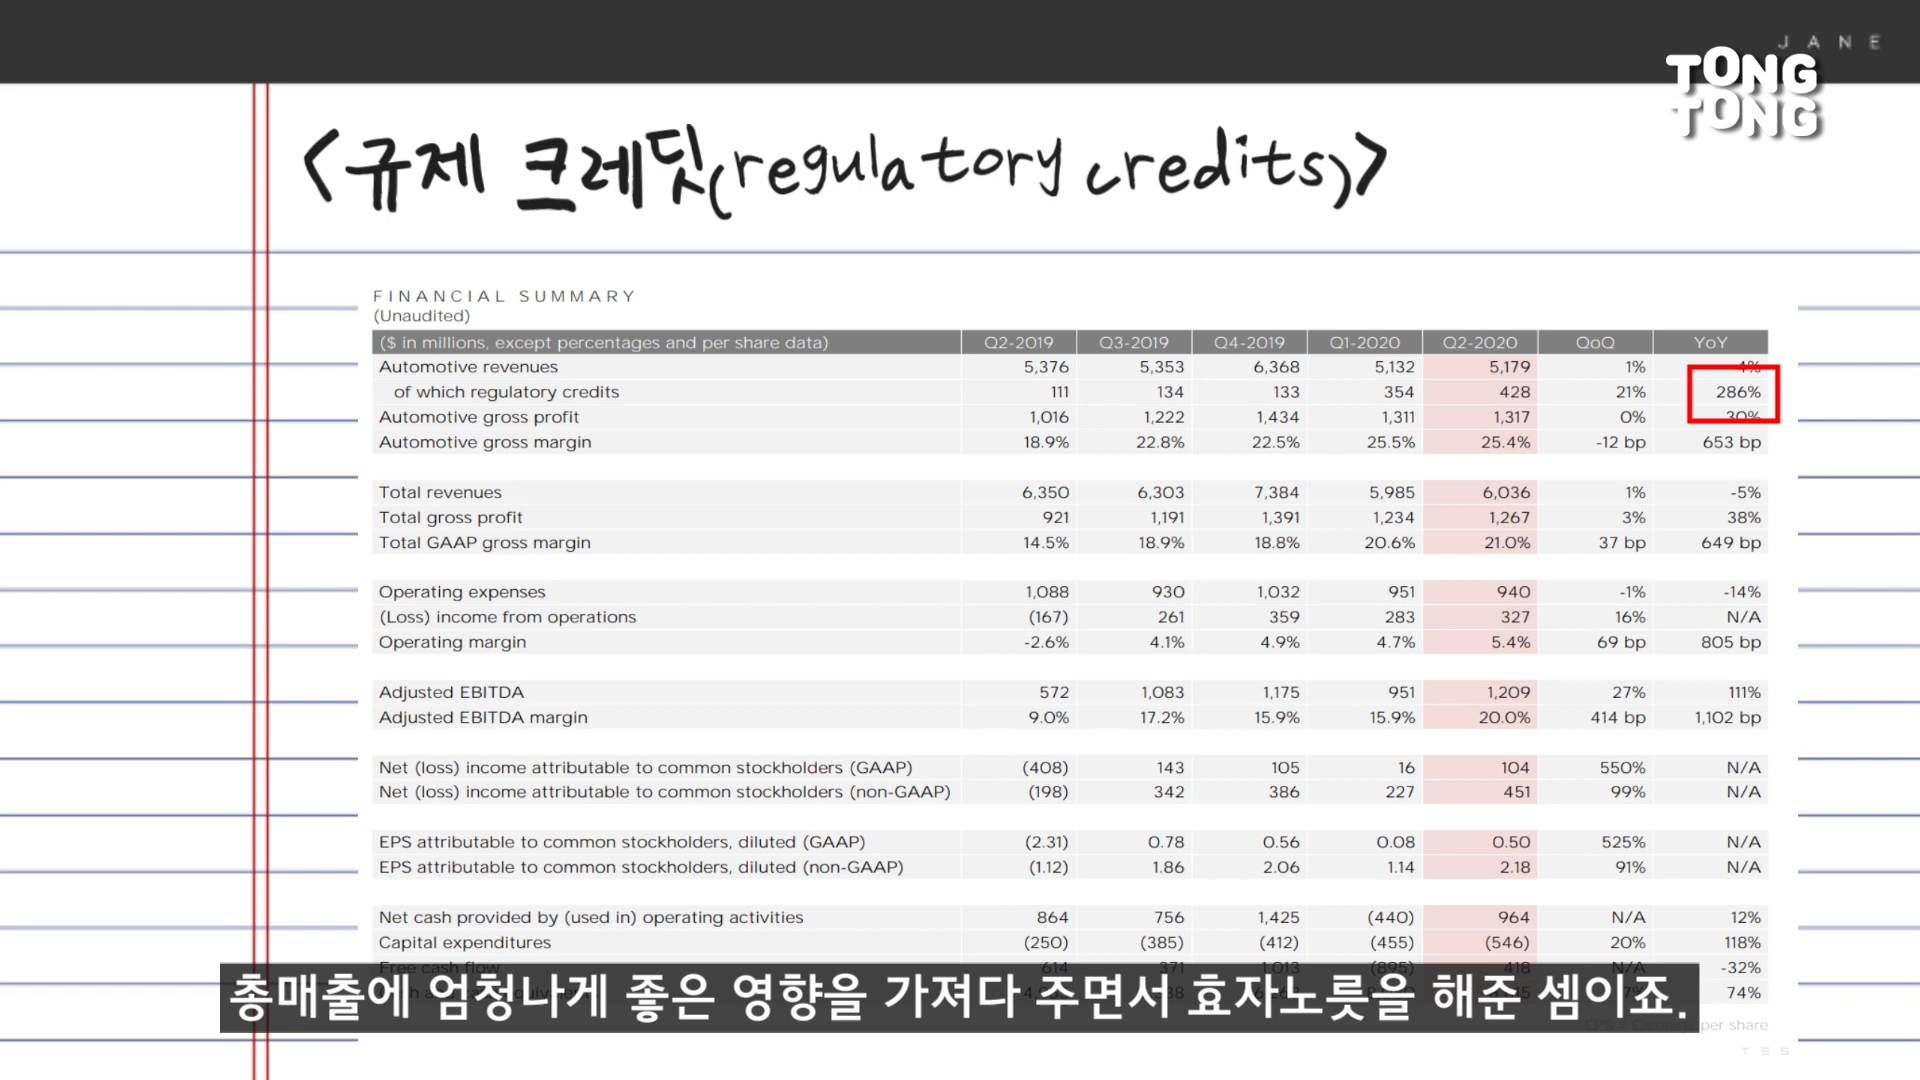 J A N E
TONG
TONG
<규제 크레딧(regulatory credits)>
FINANCIAL SUMMARY
(Unaudited)
($ in millions, except percentages and per share data) Q2-2019 Q3-2019 Q4-2019 Q1-2020 Q2-2020 QoQ YoY
Automotive revenues 5,376 5,353 6,368 5,132 5,179 1% -4%
of which regulatory credits 111 134 133 354 428 21% 286%
Automotive gross profit 1,016 1,222 1,434 1,311 1,317 0% 30%
Automotive gross margin 18.9% 22.8% 22.5% 25.5% 25.4% -12 bp 653 bp
Total revenues 6,350 6,303 7,384 5,985 6,036 1% -5%
Total gross profit 921 1,191 1,391 1,234 1,267 3% 38%
Total GAAP gross margin 14.5% 18.9% 18.8% 20.6% 21.0% 37 bp 649 bp
Operating expenses 1,088 930 1,032 951 940 -1% -14%
(Loss) income from operations (167) 261 359 283 327 16% N/A
Operating margin -2.6% 4.1% 4.9% 4.7% 5.4% 69 bp 805 bp
Adjusted EBITDA 572 1,083 1,175 951 1,209 27% 111%
Adjusted EBITDA margin 9.0% 17.2% 15.9% 15.9% 20.0% 414 bp 1,102 bp
Net (loss) income attributable to common stockholders (GAAP) (408) 143 105 16 104 550% N/A
Net (loss) income attributable to common stockholders (non-GAAP) (198) 342 386 227 451 99% N/A
EPS attributable to common stockholders, diluted (GAAP) (2.31) 0.78 0.56 0.08 0.50 525% N/A
EPS attributable to common stockholders, diluted (non-GAAP) (1.12) 1.86 2.06 1.14 2.18 91% N/A
Net cash provided by (used in) operating activities 864 756 1,425 (440) 964 N/A 12%
Capital expenditures (250) (385) (412) (455) (546) 20% 118%
Free cash flow 614 371 1,013 (895) 418 N/A -32%
74%
총매출에 엄청나게 좋은 영향을 가져다 주면서 효자노릇을 해준 셈이죠.
per share
T E S